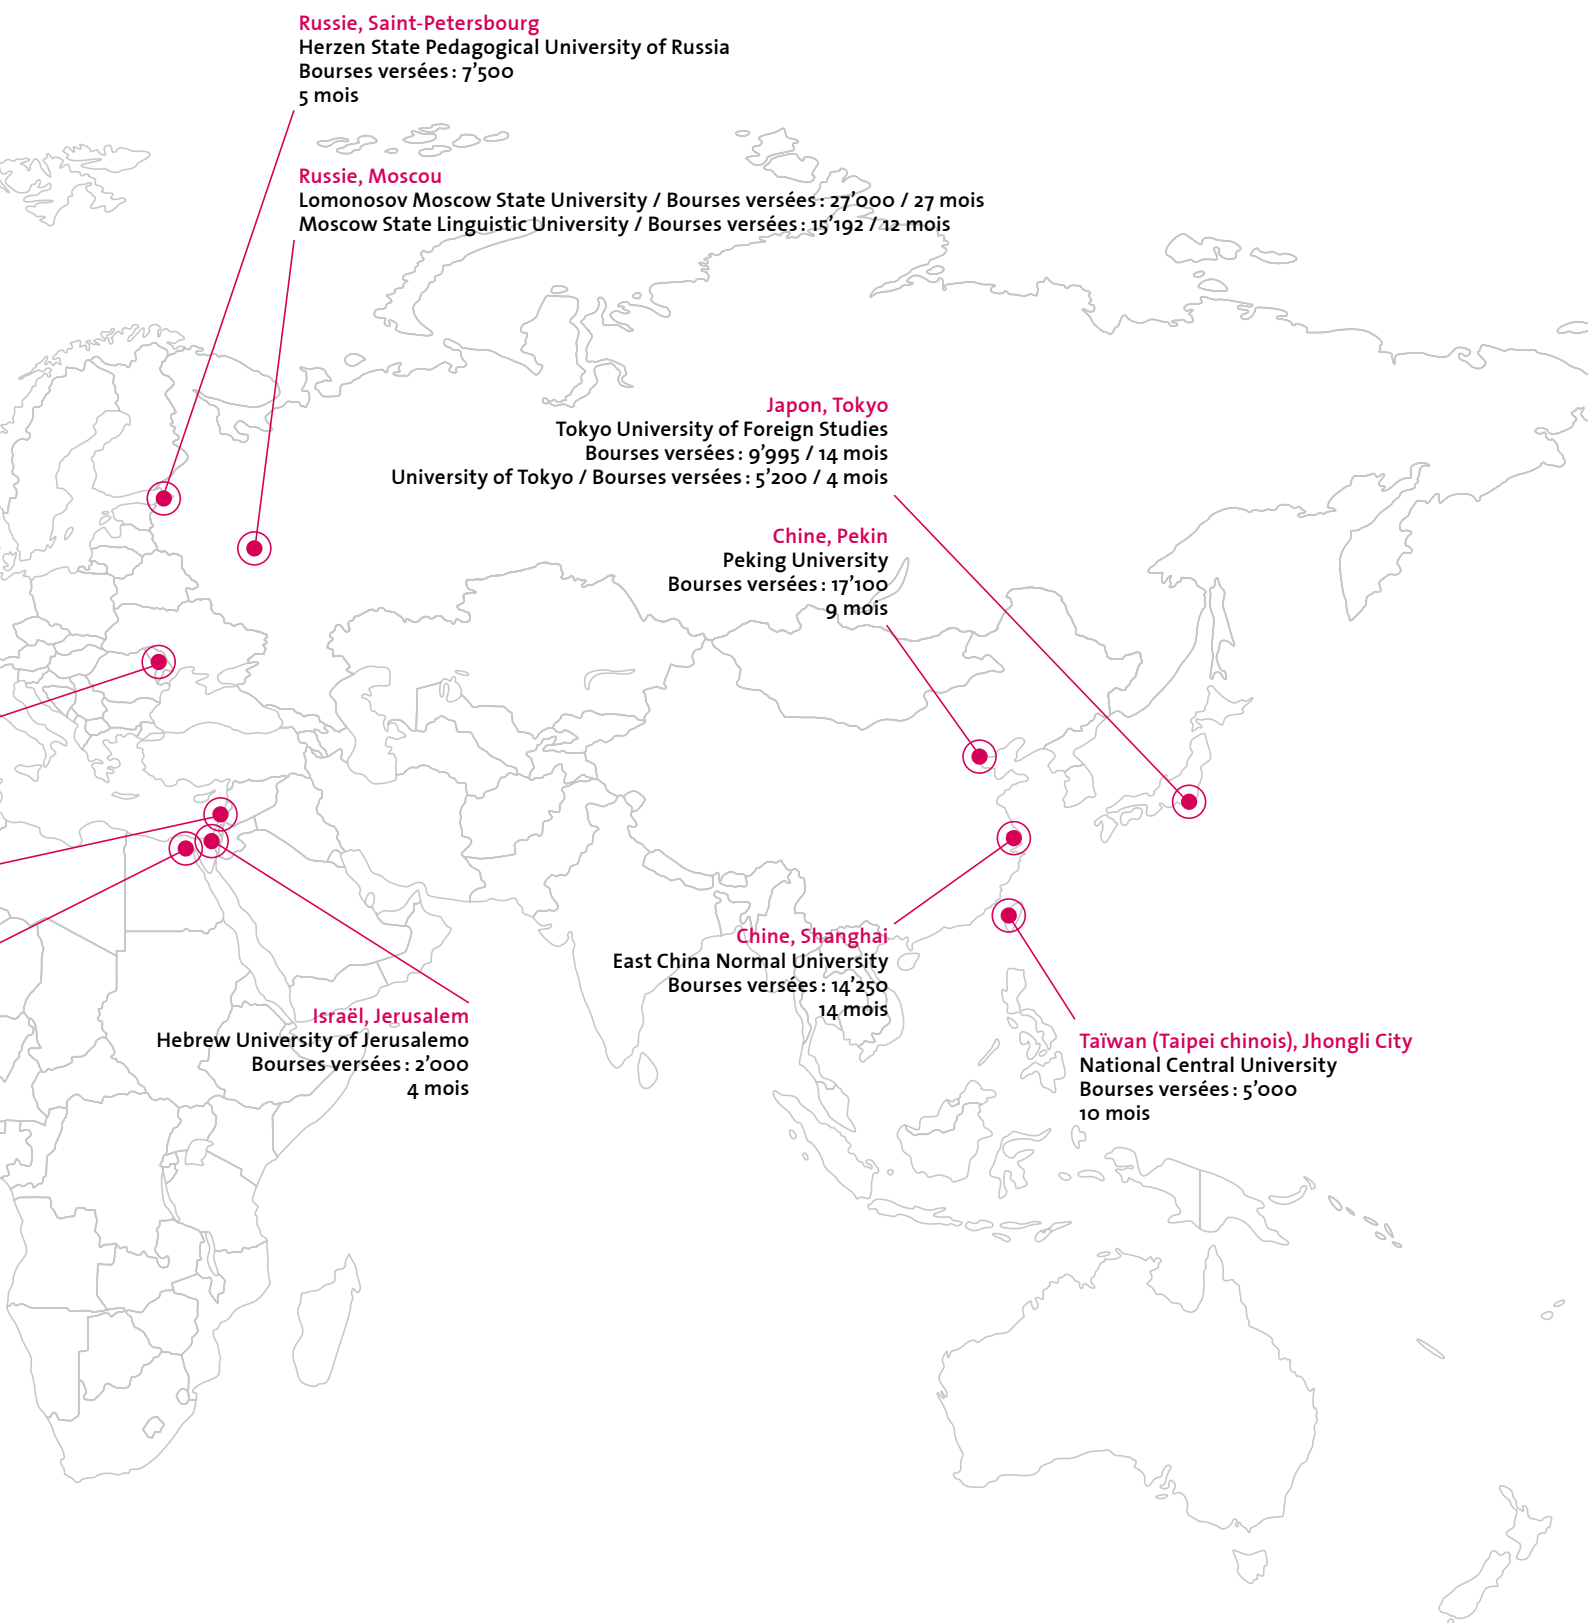 Russie, Saint-Petersbourg
Herzen State Pedagogical University of Russia
Bourses versées : 7’500
5 mois
Russie, Moscou
Lomonosov Moscow State University / Bourses versées : 27’000 / 27 mois
Moscow State Linguistic University / Bourses versées : 15’192 / 12 mois
Japon, Tokyo
Tokyo University of Foreign Studies
Bourses versées : 9’995 / 14 mois
University of Tokyo / Bourses versées : 5’200 / 4 mois
Chine, Pekin
Peking University
Bourses versées : 17’100
9 mois
Chine, Shanghai
East China Normal University
Bourses versées : 14’250
14 mois
Israël, Jerusalem
Hebrew University of Jerusalemo
Bourses versées : 2’000
4 mois
Taïwan (Taipei chinois), Jhongli City
National Central University
Bourses versées : 5’000
10 mois